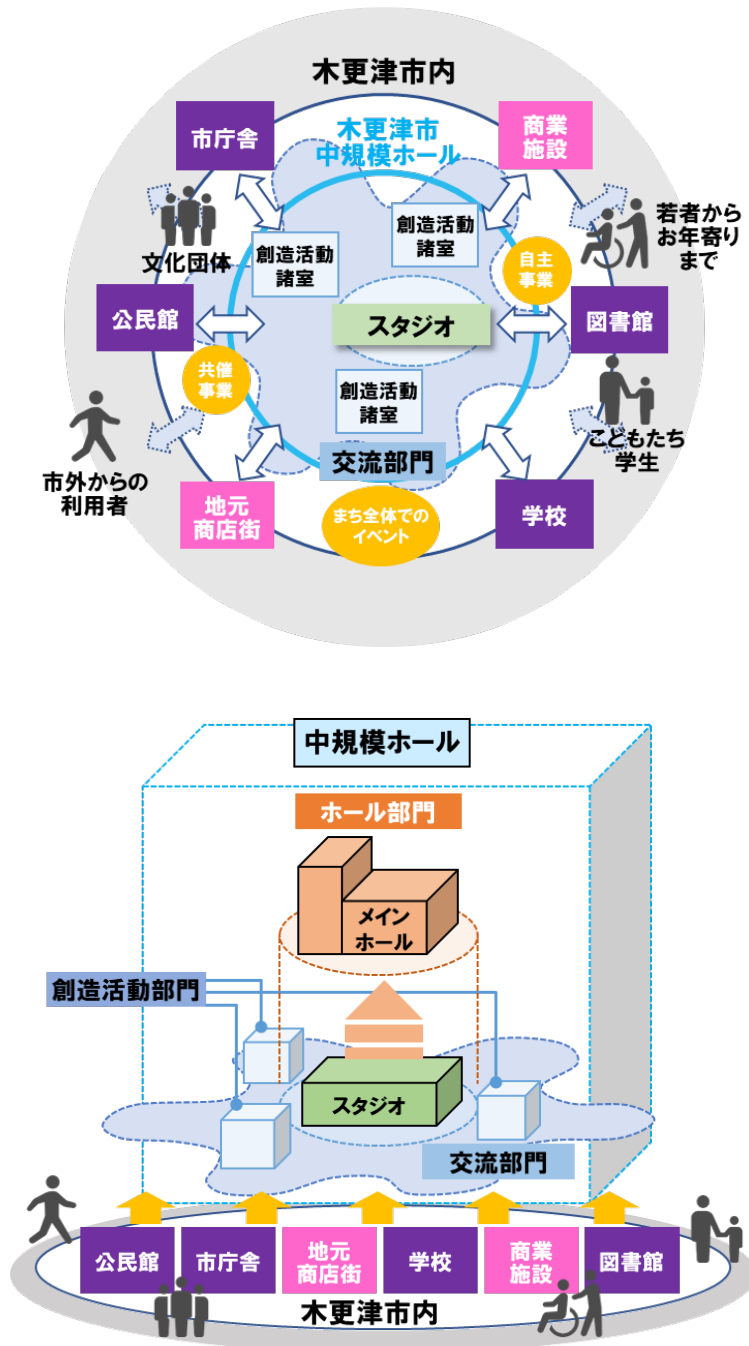 木更津市内
市庁舎
木更津市
中規模ホール
商業
施設
文化団体
創造活動
諸室
創造活動
諸室
自主
事業
若者から
お年寄り
まで
公民館
スタジオ
図書館
共催
事業
創造活動
諸室
こどもたち
学生
市外からの
利用者
交流部門
地元
商店街
まち全体での
イベント
学校
中規模ホール
ホール部門
メイン
ホール
創造活動部門
スタジオ
交流部門
公民館
市庁舎
地元
商店街
学校
商業
施設
図書館
木更津市内